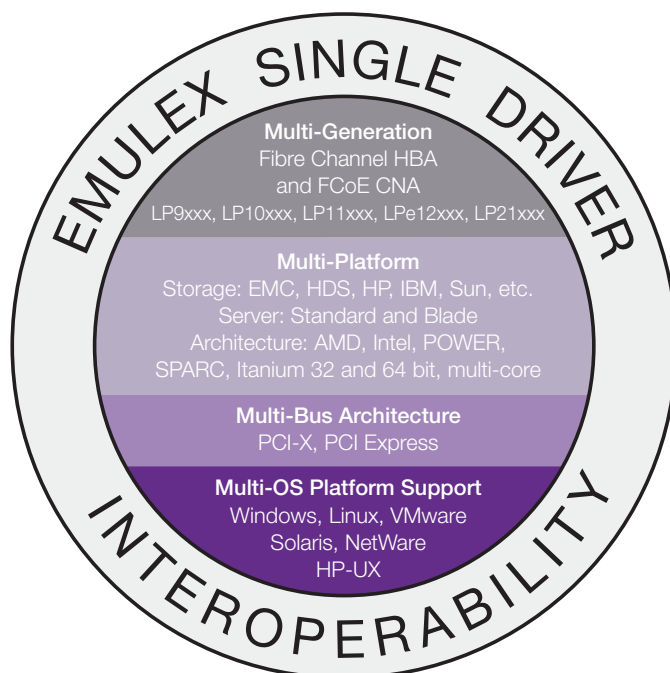 EMULEX SINGLE DRIVER
Multi-Generation
Fibre Channel HBA
and FCoE CNA
LP9xxx, LP10xxx, LP11xxx, LPe12xxx, LP21xxx
Multi-Platform
Storage: EMC, HDS, HP, IBM, Sun, etc.
Server: Standard and Blade
Architecture: AMD, Intel, POWER,
SPARC, Itanium 32 and 64 bit, multi-core
Multi-Bus Architecture
PCI-X, PCI Express
Multi-OS Platform Support
Windows, Linux, VMware
Solaris, NetWare
HP-UX
INTEROPERABILITY